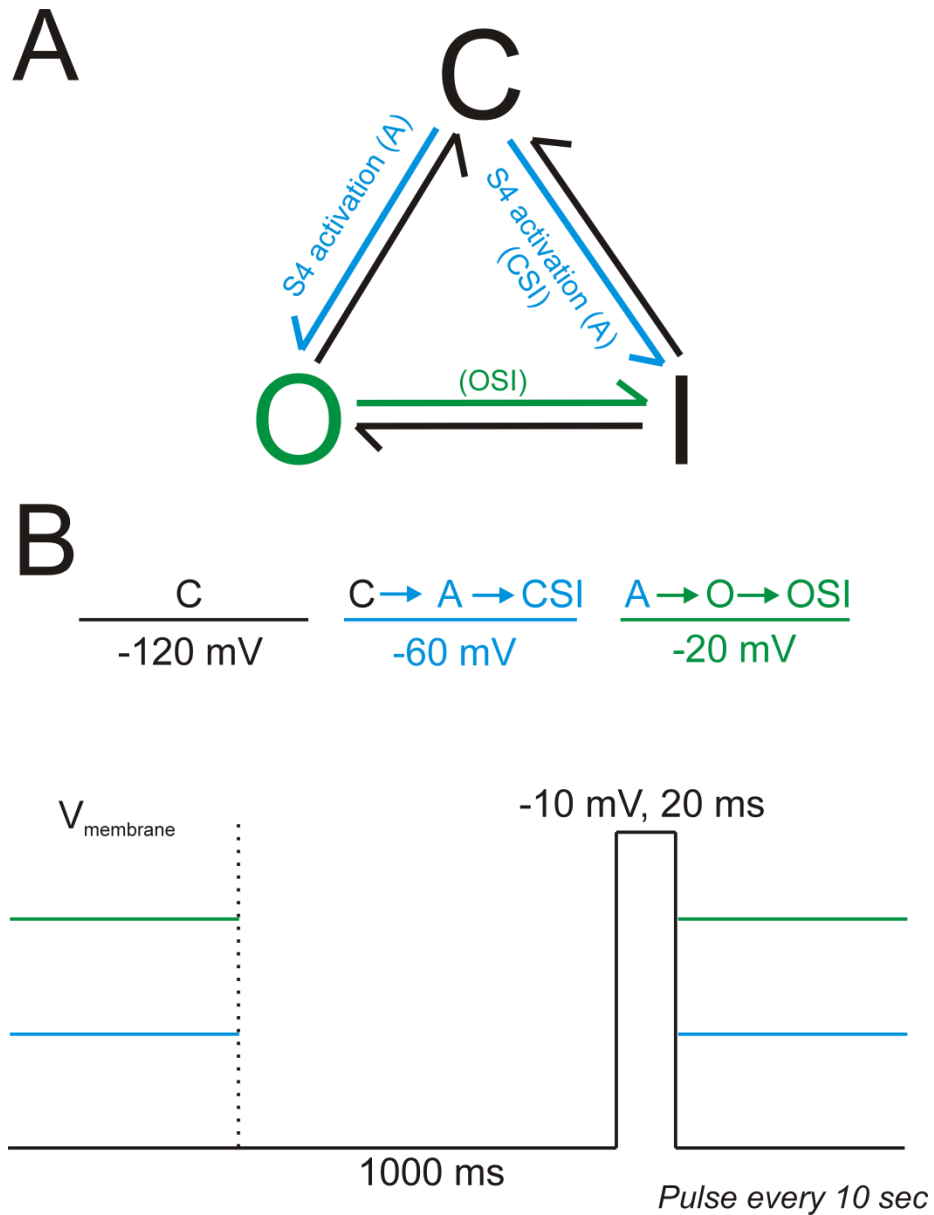 A
C
S4 activation (A)
S4 activation (A)
(CSI)
(OSI)
O
I
B
C
-120 mV
C → A → CSI
-60 mV
A → O → OSI
-20 mV
-10 mV, 20 ms
Vmembrane
1000 ms
Pulse every 10 sec